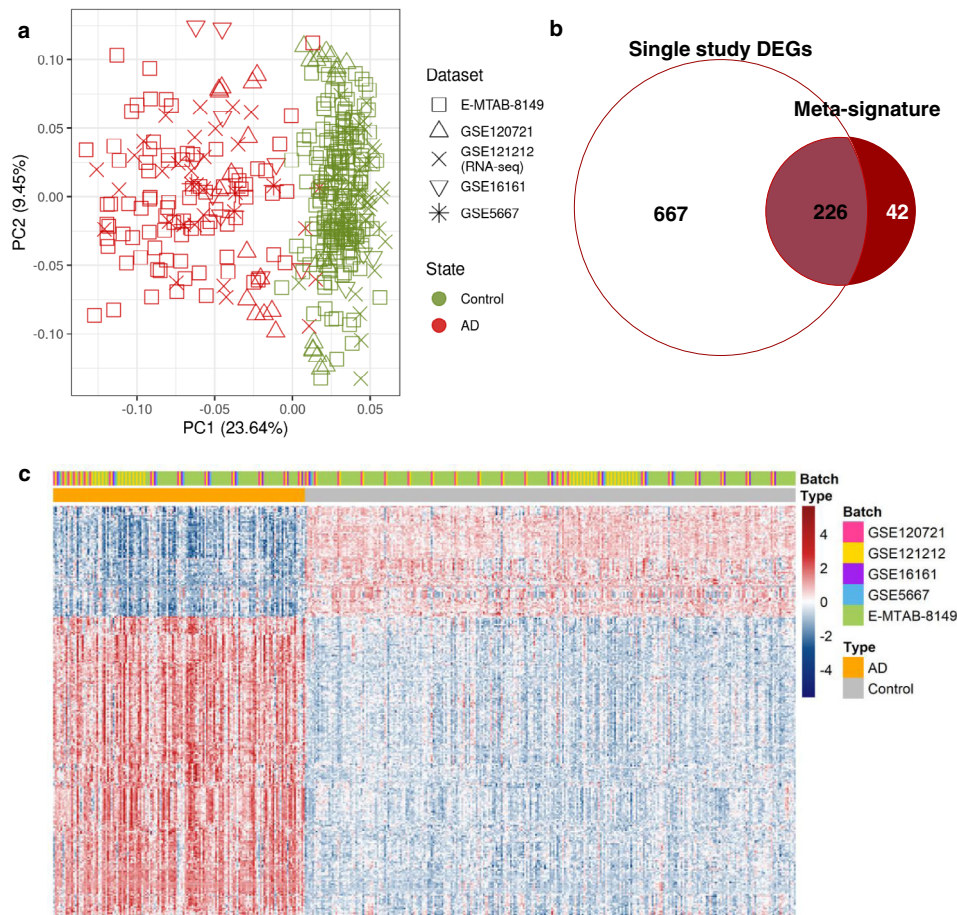 a
PC2 (9.45%)
0.10
0.05
0.00
-0.05
-0.10
-0.10
-0.05
0.00
0.05
PC1 (23.64%)
Dataset
E-MTAB-8149
GSE120721
GSE121212
(RNA-seq)
GSE16161
GSE5667
State
Control
AD
b
Single study DEGs
Meta-signature
667
226
42
c
Batch
Type
4
2
0
-2
-4
Batch
GSE120721
GSE121212
GSE16161
GSE5667
E-MTAB-8149
Type
AD
Control